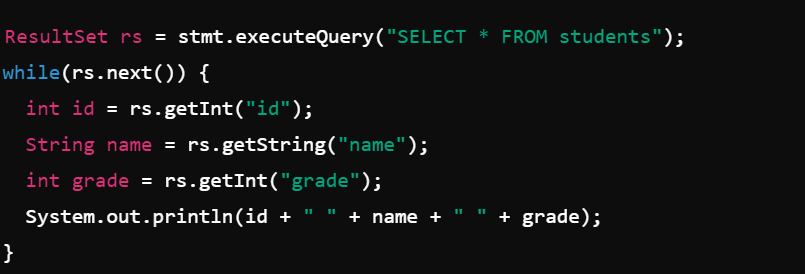 ResultSet rs = stmt.executeQuery("SELECT * FROM students");
while(rs.next()) {
  int id = rs.getInt("id");
  String name = rs.getString("name");
  int grade = rs.getInt("grade");
  System.out.println(id + " " + name + " " + grade);
}